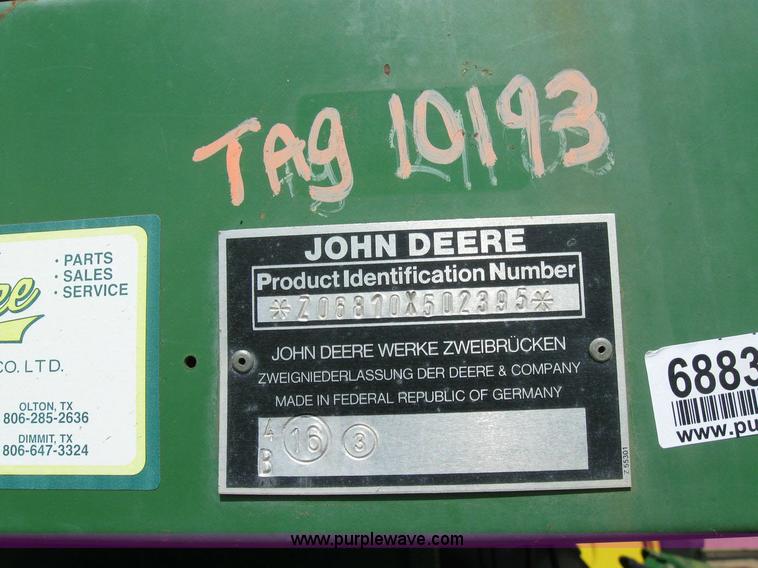 TAg 10193
· PARTS
· SALES
· SERVICE
CO. LTD.
OLTON, TX
806-285-2636
DIMMIT, TX
806-647-3324
JOHN DEERE
Product Identification Number
*Z06810X502395*
JOHN DEERE WERKE ZWEIBRÜCKEN
ZWEIGNIEDERLASSUNG DER DEERE & COMPANY
MADE IN FEDERAL REPUBLIC OF GERMANY
4 16 3
B
Z 65301
6883
www.pu
www.purplewave.com